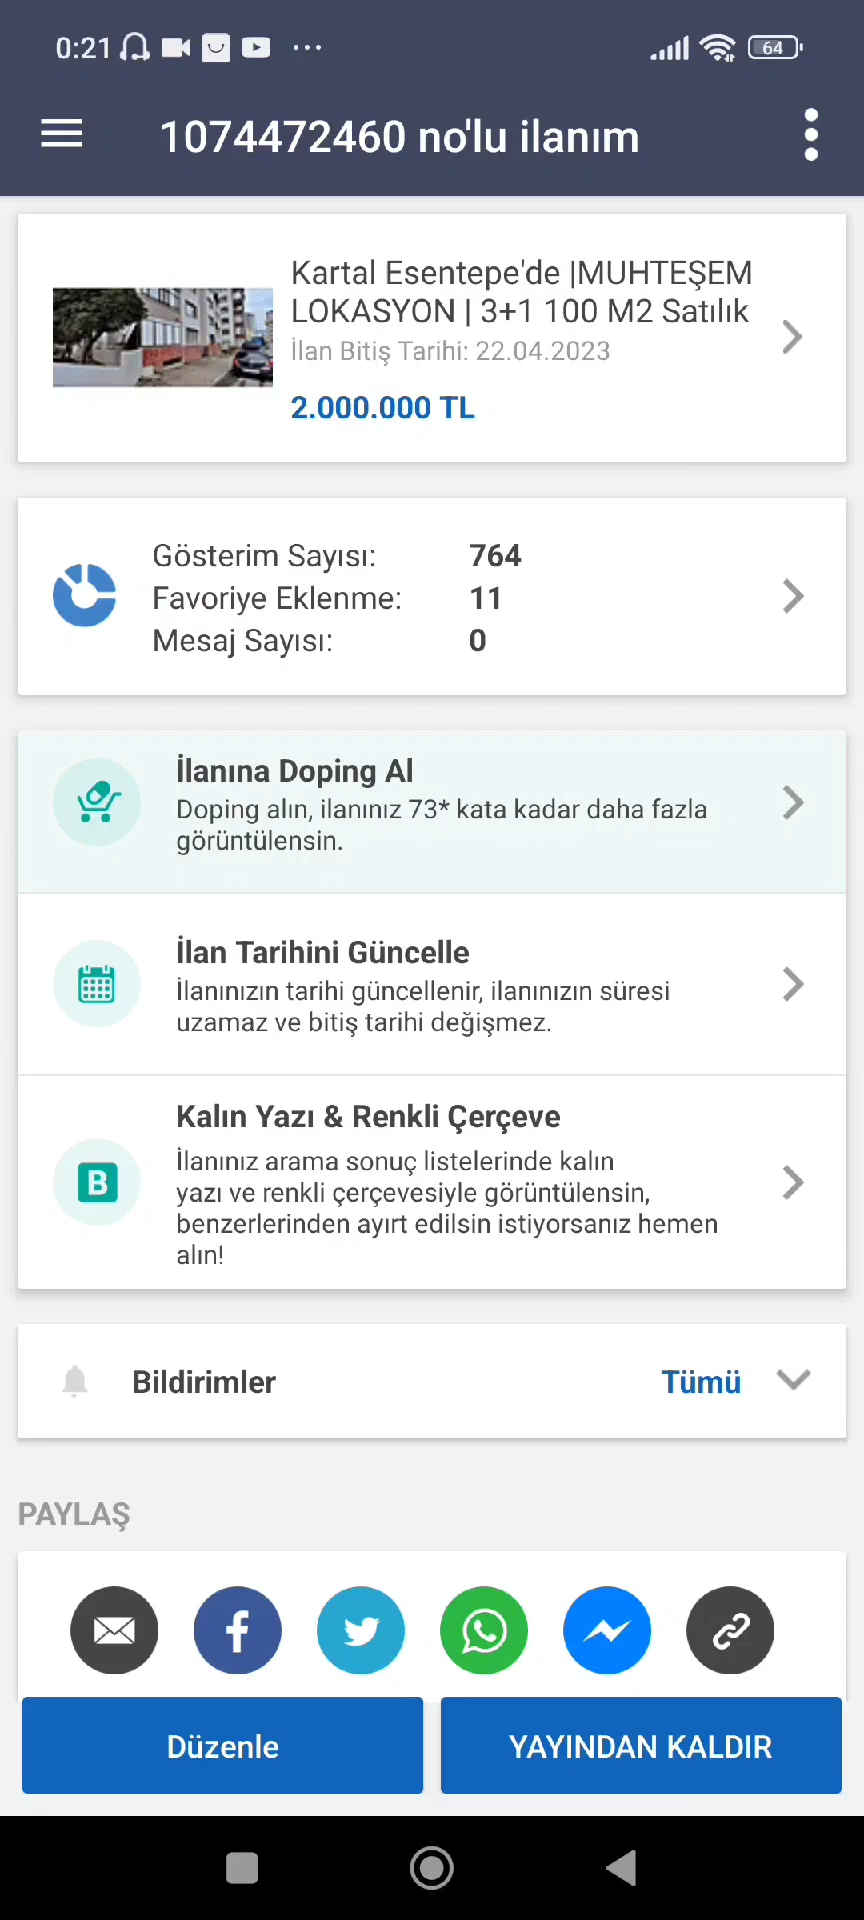 0:21
64
1074472460 no'lu ilanım
Kartal Esentepe'de |MUHTEŞEM
LOKASYON | 3+1 100 M2 Satılık
İlan Bitiş Tarihi: 22.04.2023
2.000.000 TL
Gösterim Sayısı: 764
Favoriye Eklenme: 11
Mesaj Sayısı: 0
İlanına Doping Al
Doping alın, ilanınız 73* kata kadar daha fazla
görüntülensin.
İlan Tarihini Güncelle
İlanınızın tarihi güncellenir, ilanınızın süresi
uzamaz ve bitiş tarihi değişmez.
Kalın Yazı & Renkli Çerçeve
B
İlanınız arama sonuç listelerinde kalın
yazı ve renkli çerçevesiyle görüntülensin,
benzerlerinden ayırt edilsin istiyorsanız hemen
alın!
Bildirimler Tümü
PAYLAŞ
Düzenle YAYINDAN KALDIR